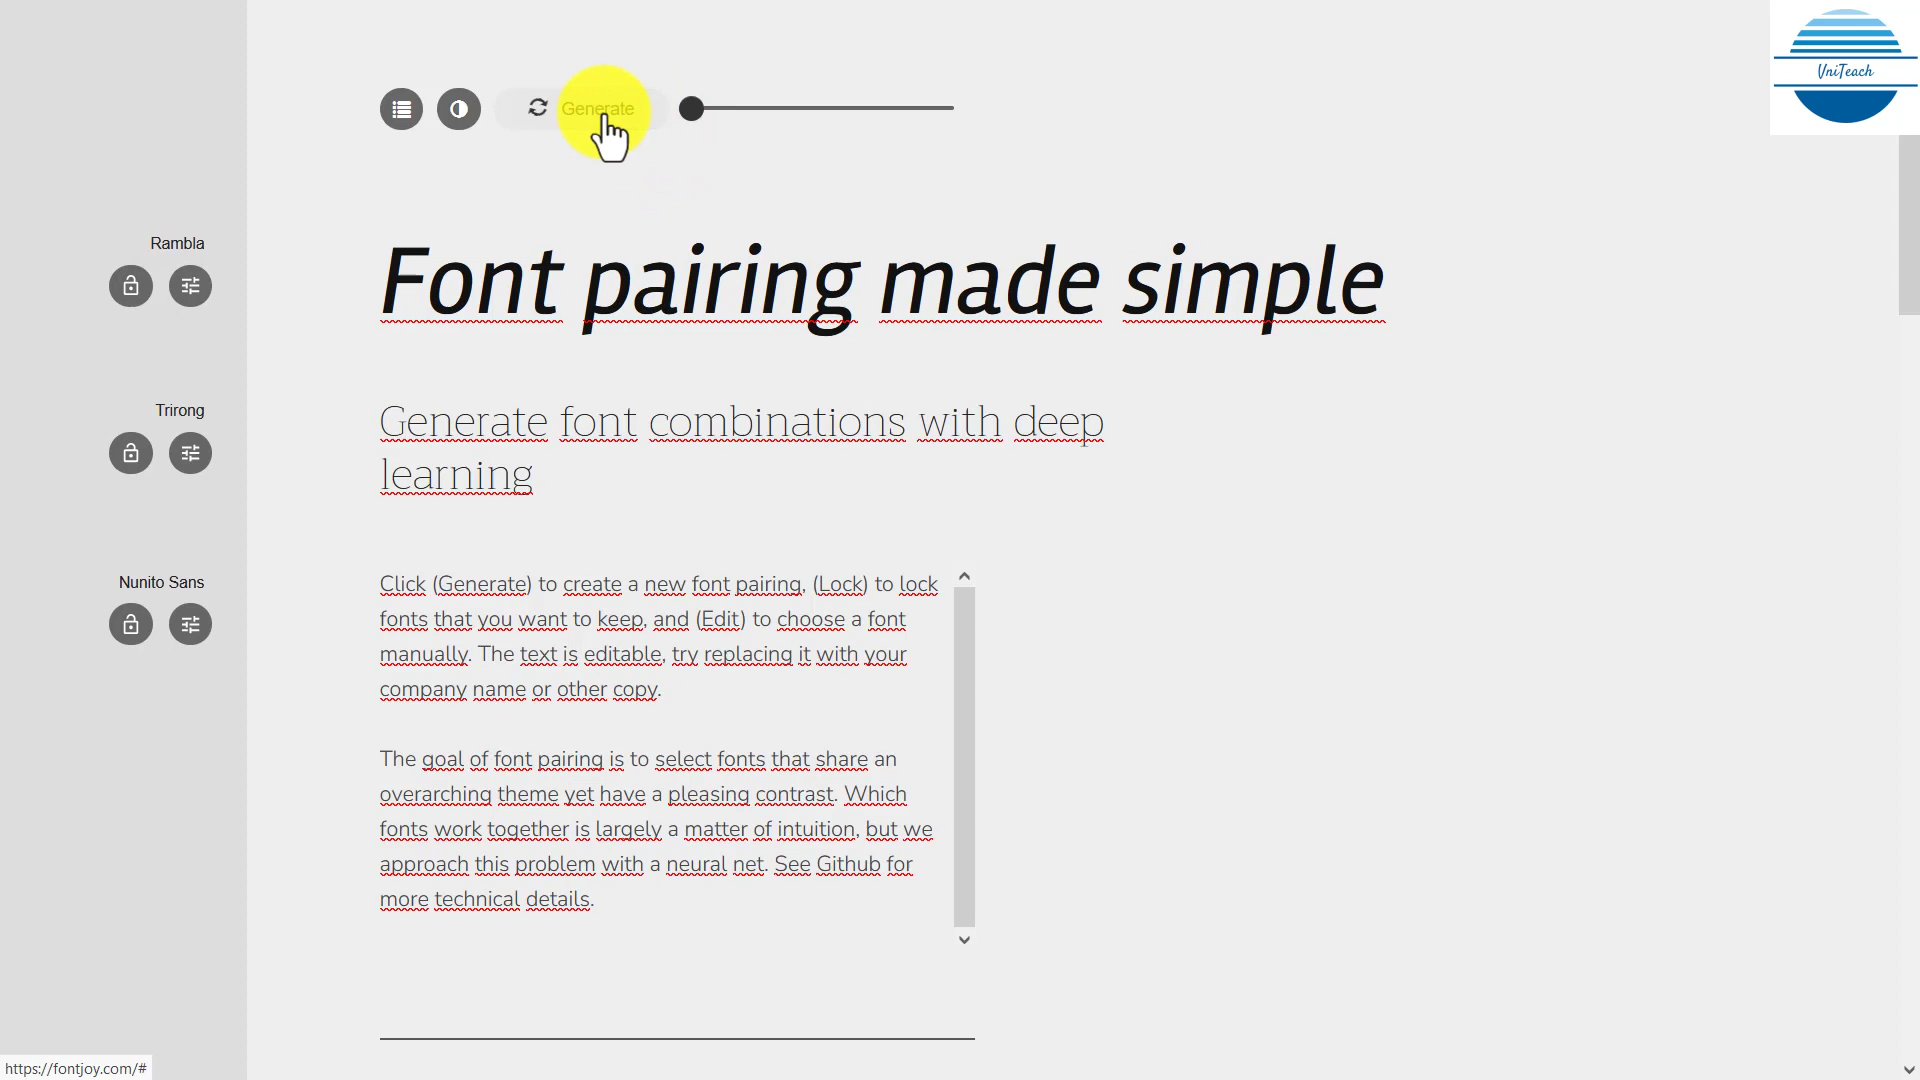 UniTeach
Generate
Rambla
Font pairing made simple
Trirong
Generate font combinations with deep
learning
Nunito Sans
Click (Generate) to create a new font pairing, (Lock) to lock
fonts that you want to keep, and (Edit) to choose a font
manually. The text is editable, try replacing it with your
company name or other copy.
The goal of font pairing is to select fonts that share an
overarching theme yet have a pleasing contrast. Which
fonts work together is largely a matter of intuition, but we
approach this problem with a neural net. See Github for
more technical details.
https://fontjoy.com/#